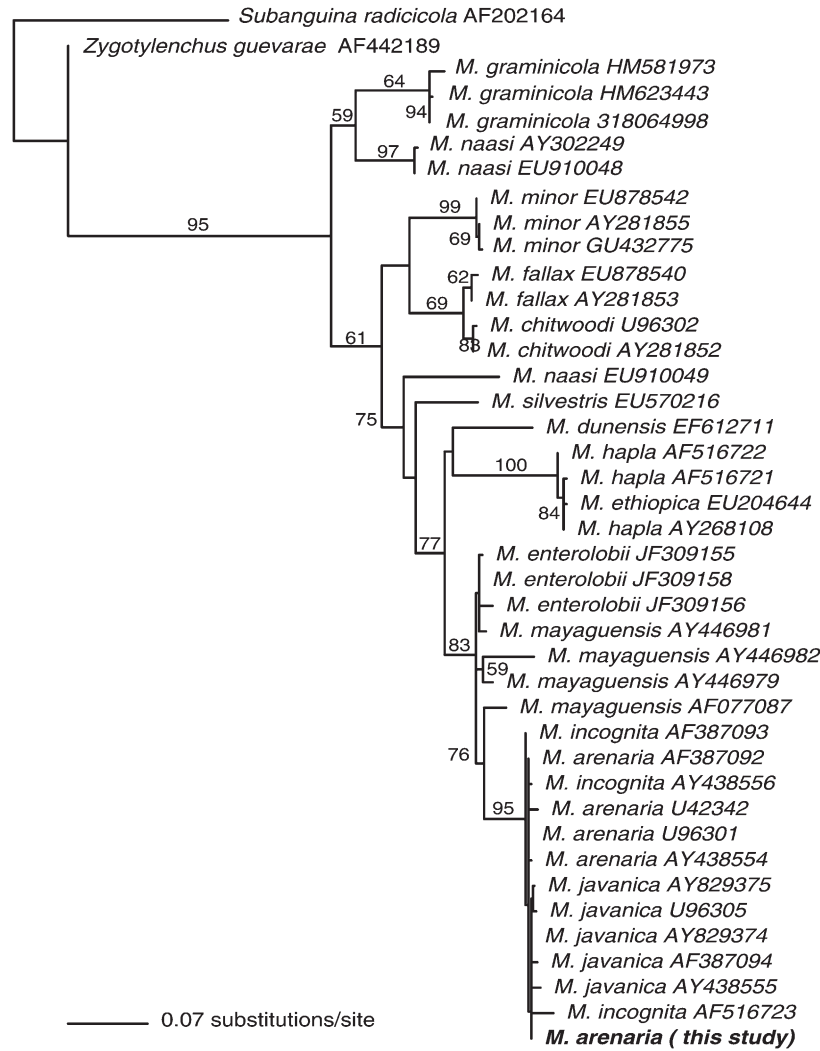 Subanguina radicicola AF202164
Zygotylenchus guevarae AF442189
M. graminicola HM581973
64
M. graminicola HM623443
59
94
M. graminicola 318064998
M. naasi AY302249
97
M. naasi EU910048
M. minor EU878542
99
95
M. minor AY281855
69
M. minor GU432775
M. fallax EU878540
62
M. fallax AY281853
69
M. chitwoodi U96302
61
88
M. chitwoodi AY281852
M. naasi EU910049
M. silvestris EU570216
75
M. dunensis EF612711
M. hapla AF516722
100
M. hapla AF516721
M. ethiopica EU204644
84
M. hapla AY268108
77
M. enterolobii JF309155
M. enterolobii JF309158
M. enterolobii JF309156
M. mayaguensis AY446981
83
M. mayaguensis AY446982
59
M. mayaguensis AY446979
M. mayaguensis AF077087
M. incognita AF387093
76
M. arenaria AF387092
M. incognita AY438556
95
M. arenaria U42342
M. arenaria U96301
M. arenaria AY438554
M. javanica AY829375
M. javanica U96305
M. javanica AY829374
M. javanica AF387094
M. javanica AY438555
M. incognita AF516723
0.07 substitutions/site
M. arenaria ( this study)